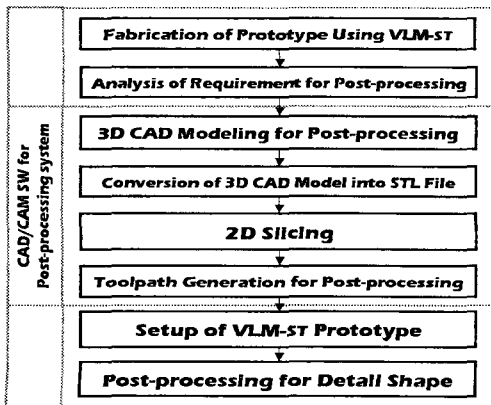 Fabrication of Prototype Using VLM-ST
Analysis of Requirement for Post-processing
CAD/CAM SW for
Post-processing system
3D CAD Modeling for Post-processing
Conversion of 3D CAD Model into STL File
2D Slicing
Toolpath Generation for Post-processing
Setup of VLM-ST Prototype
Post-processing for Detail Shape